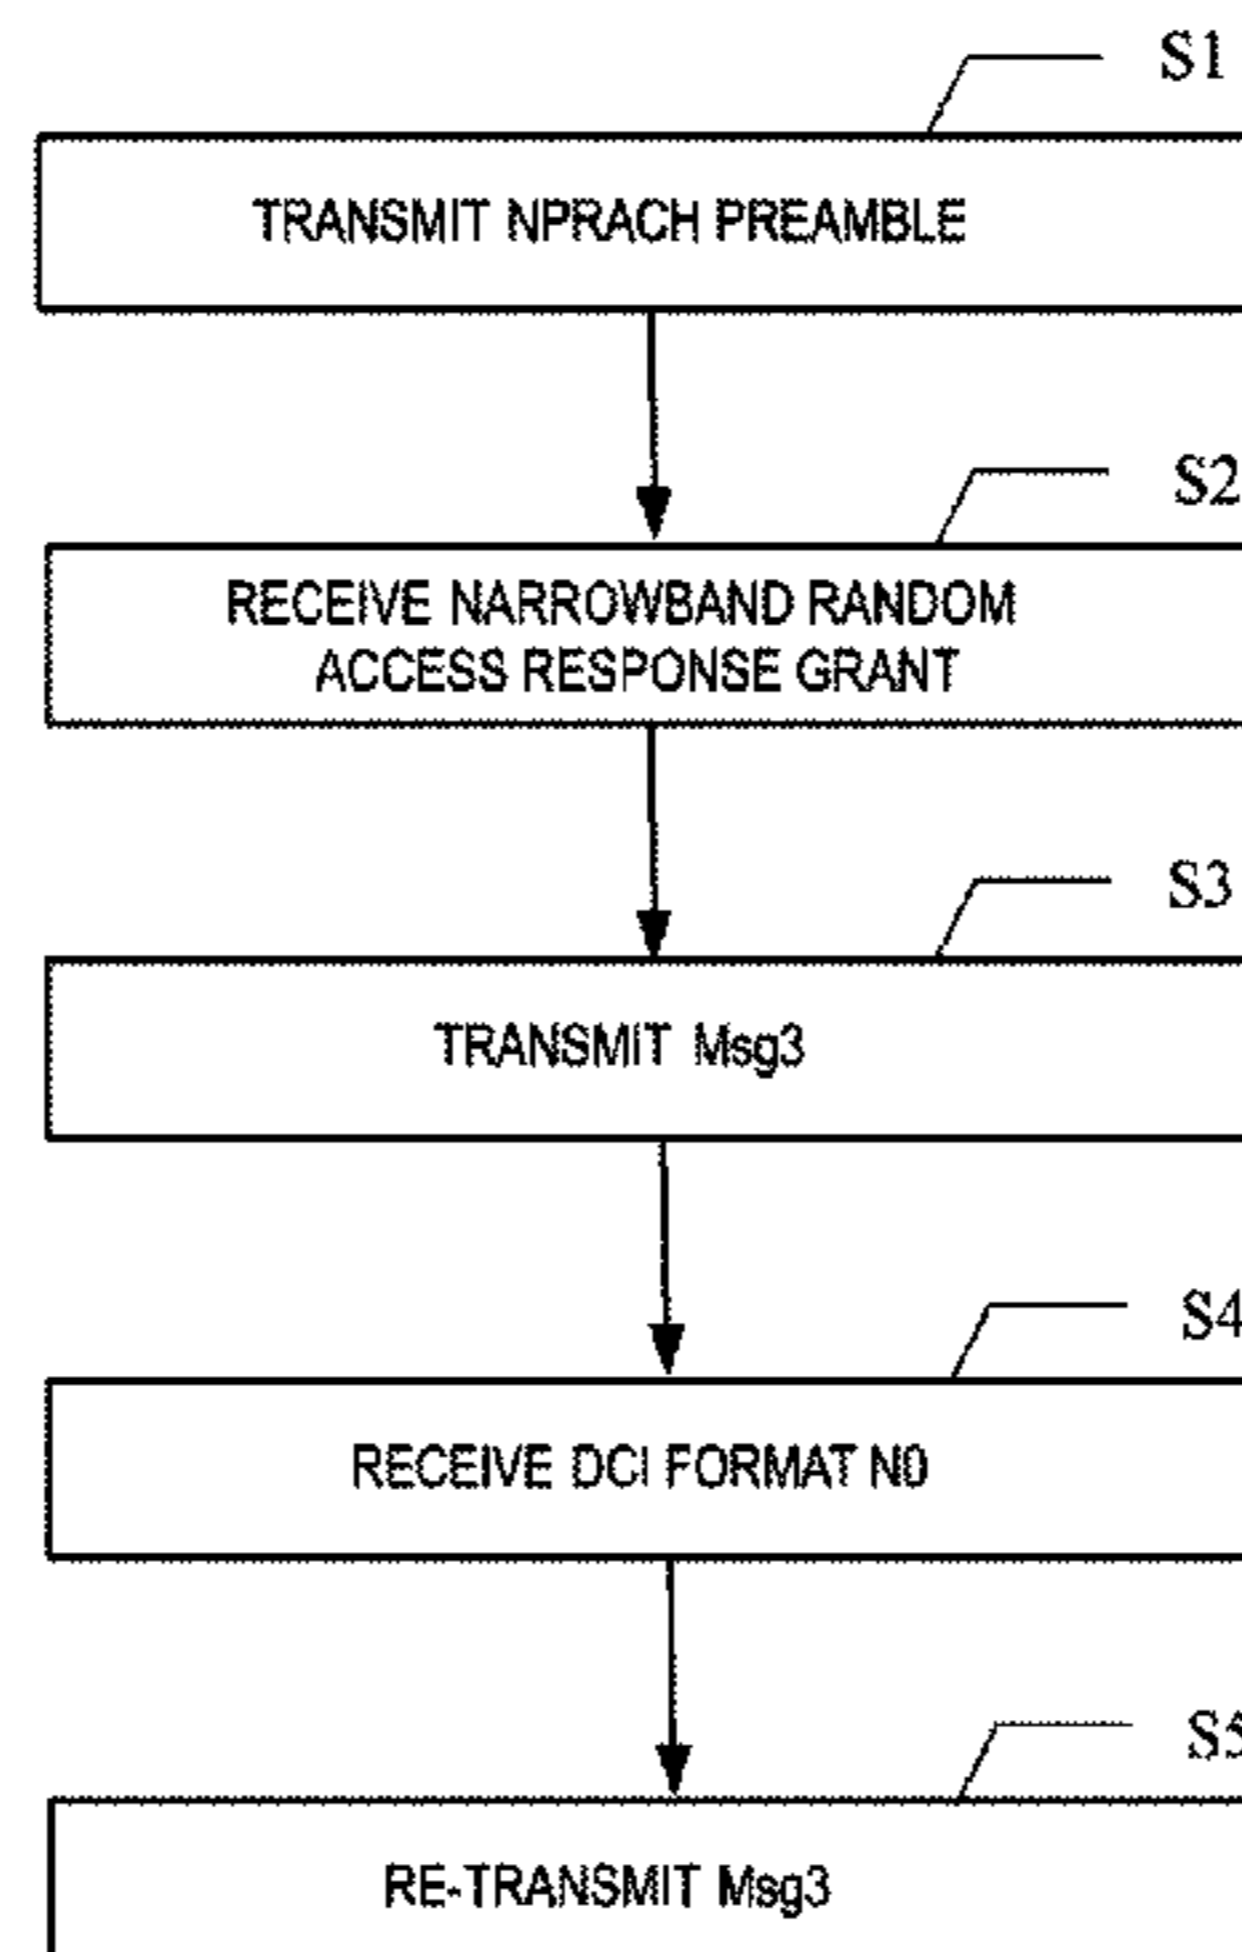 S1
TRANSMIT NPRACH PREAMBLE
S2
RECEIVE NARROWBAND RANDOM
ACCESS RESPONSE GRANT
S3
TRANSMIT Msg3
S4
RECEIVE DCI FORMAT N0
S5
RE-TRANSMIT Msg3